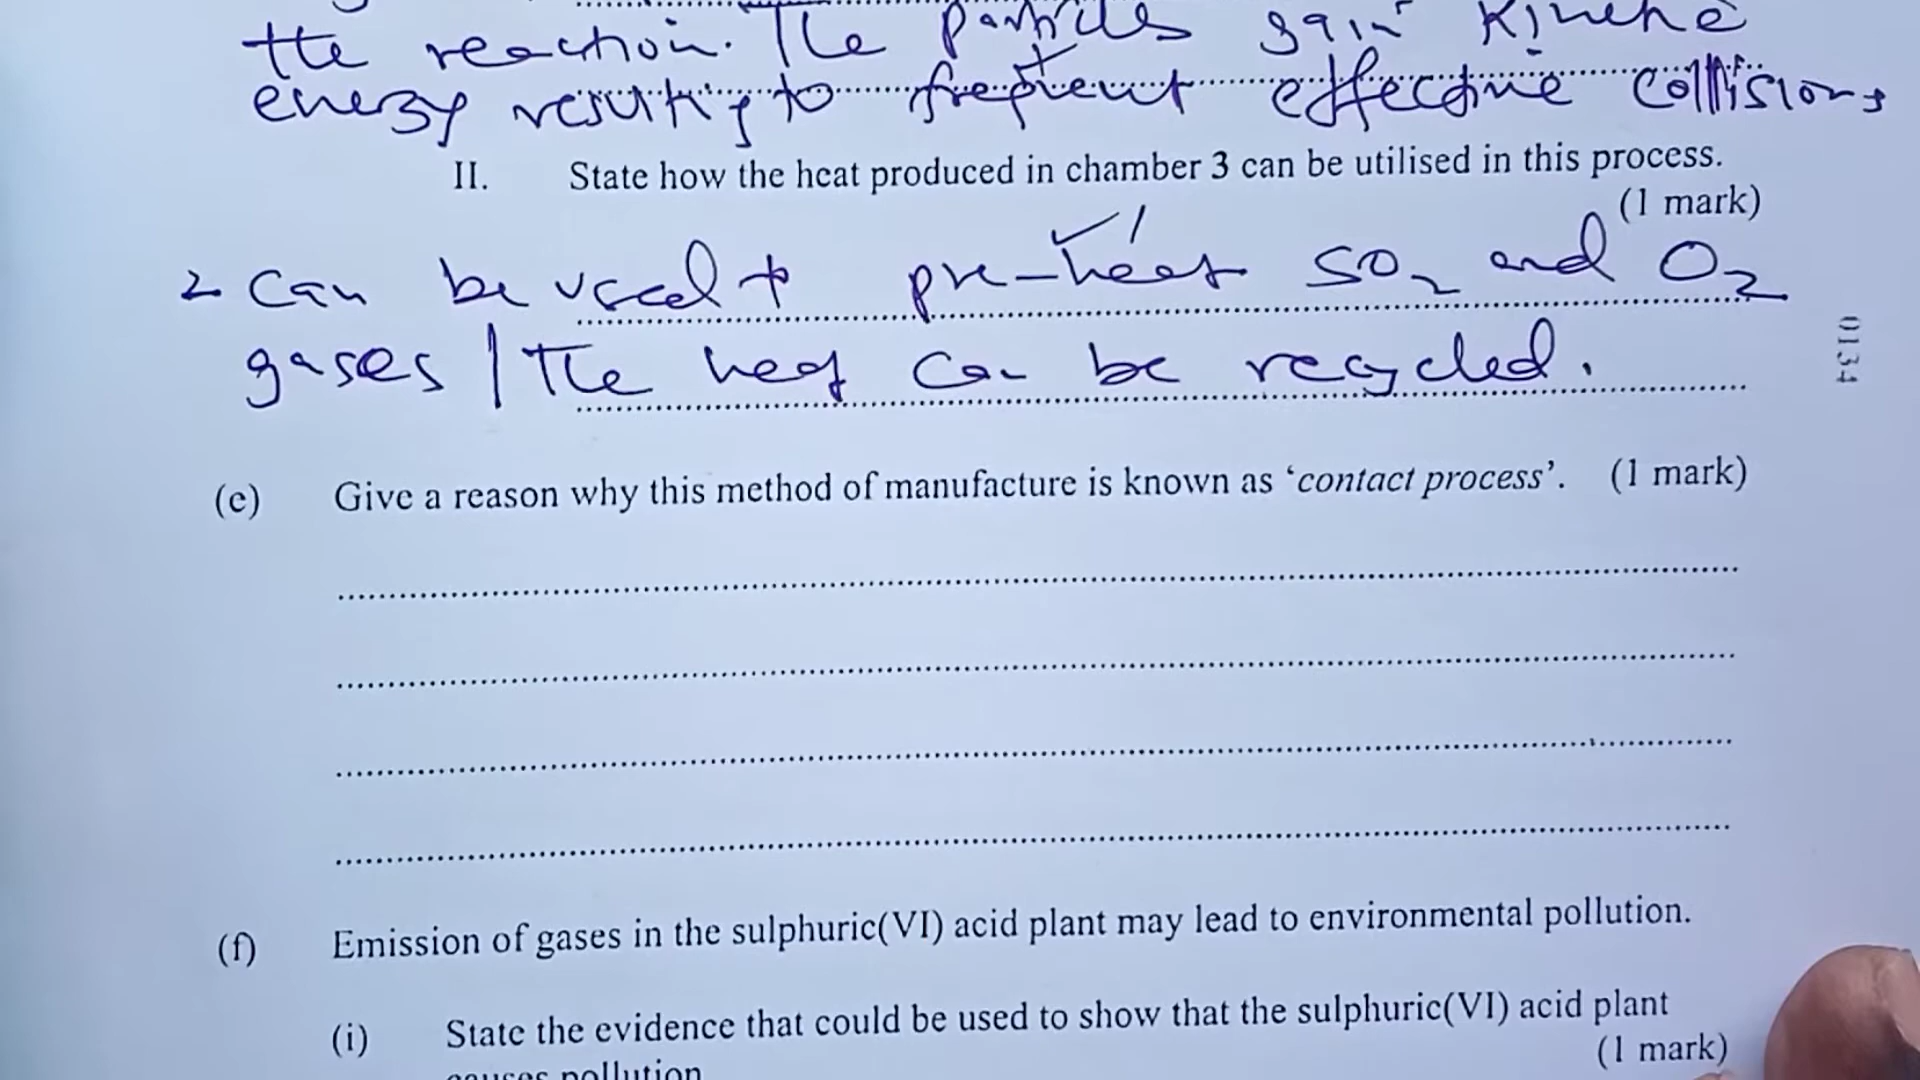 the reaction. The particles gain kinetic
energy resulting to frequent effective collisions
II. State how the heat produced in chamber 3 can be utilised in this process.
(1 mark)
✓1
2 Can be used to pre-heat SO₂ and O₂
gases / The heat can be recycled.
0134
(e) Give a reason why this method of manufacture is known as ‘contact process’. (1 mark)
(f) Emission of gases in the sulphuric(VI) acid plant may lead to environmental pollution.
(i) State the evidence that could be used to show that the sulphuric(VI) acid plant
(1 mark)
causes pollution